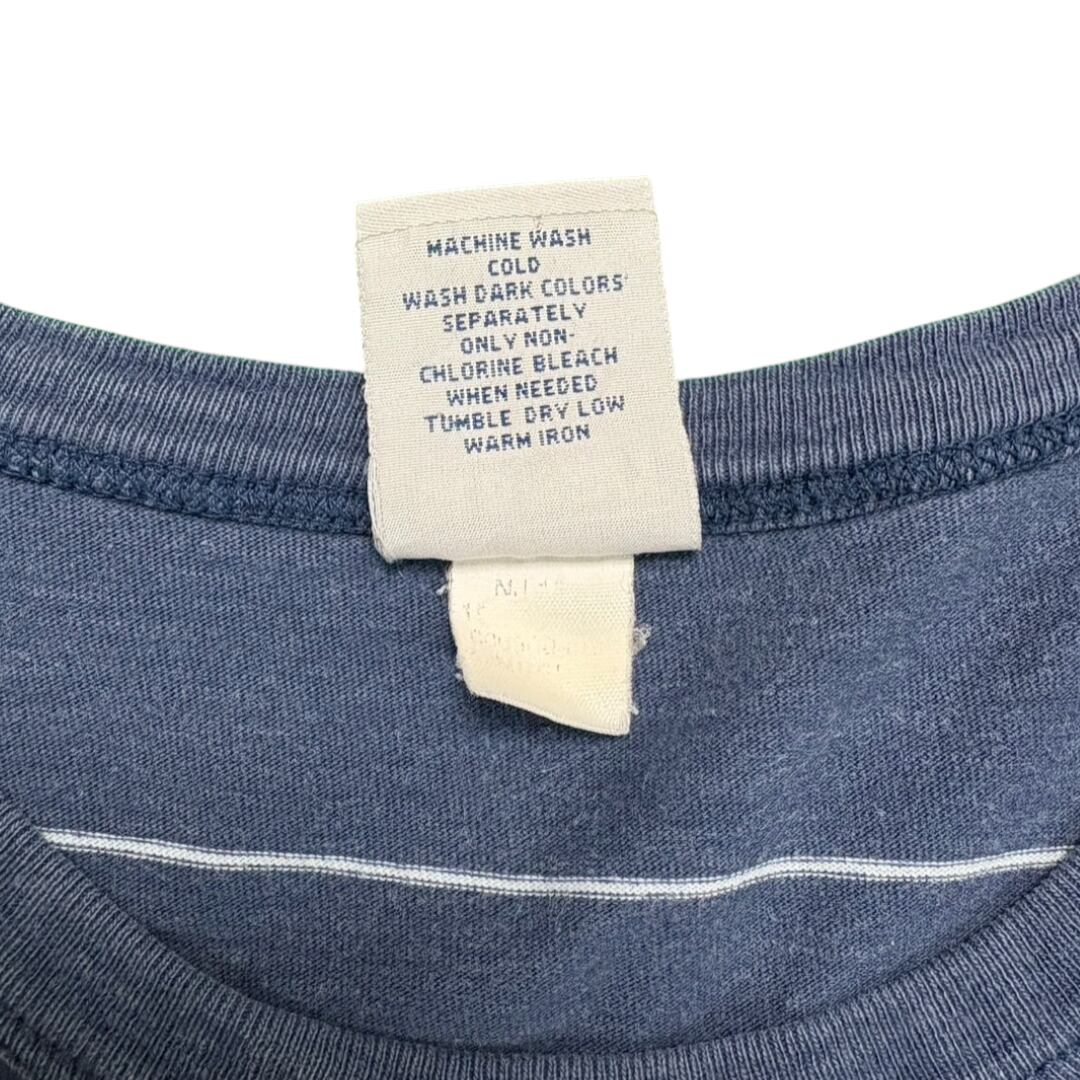 MACHINE WASH
COLD
WASH DARK COLORS
SEPARATELY
ONLY NON-
CHLORINE BLEACH
WHEN NEEDED
TUMBLE DRY LOW
WARM IRON